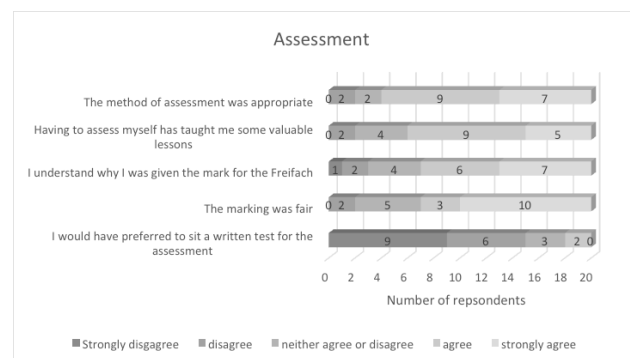 Assessment
The method of assessment was appropriate
0 2 2 9 7
Having to assess myself has taught me some valuable
lessons
0 2 4 9 5
I understand why I was given the mark for the Freifach
1 2 4 6 7
The marking was fair
0 2 5 3 10
I would have preferred to sit a written test for the
assessment
9 6 3 2 0
0 2 4 6 8 10 12 14 16 18 20
Number of repsondents
Strongly disgagree disagree neither agree or disagree agree strongly agree